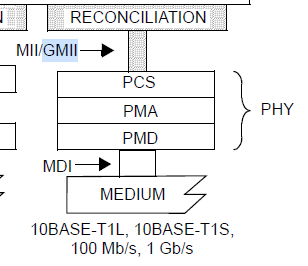 N
RECONCILIATION
MII/GMII
PCS
PMA
PHY
PMD
MDI
MEDIUM
10BASE-T1L, 10BASE-T1S,
100 Mb/s, 1 Gb/s